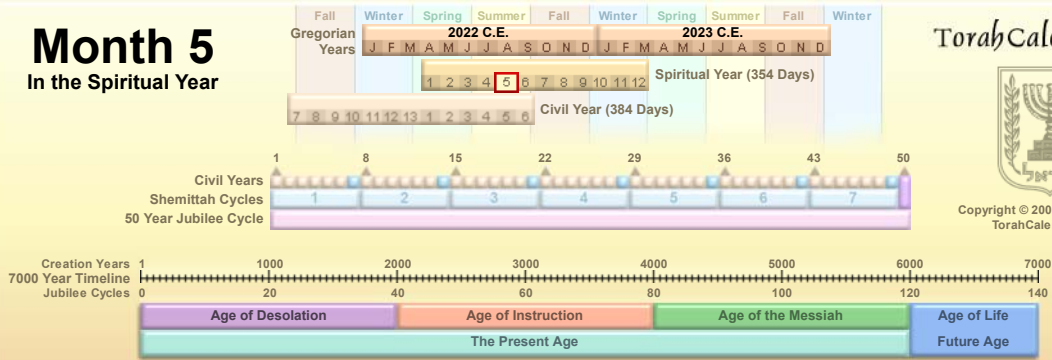 Month 5
In the Spiritual Year
Fall Winter Spring Summer Fall Winter Spring Summer Fall Winter
Gregorian Years
2022 C.E. 2023 C.E.
J F M A M J J A S O N D J F M A M J J A S O N D
1 2 3 4 5 6 7 8 9 10 11 12 Spiritual Year (354 Days)
7 8 9 10 11 12 13 1 2 3 4 5 6 Civil Year (384 Days)
1 8 15 22 29 36 43 50
Civil Years
Shemittah Cycles 1 2 3 4 5 6 7
50 Year Jubilee Cycle
TorahCale
Copyright © 200
TorahCale
Creation Years 1 1000 2000 3000 4000 5000 6000 7000
7000 Year Timeline
Jubilee Cycles 0 20 40 60 80 100 120 140
Age of Desolation Age of Instruction Age of the Messiah Age of Life
The Present Age Future Age